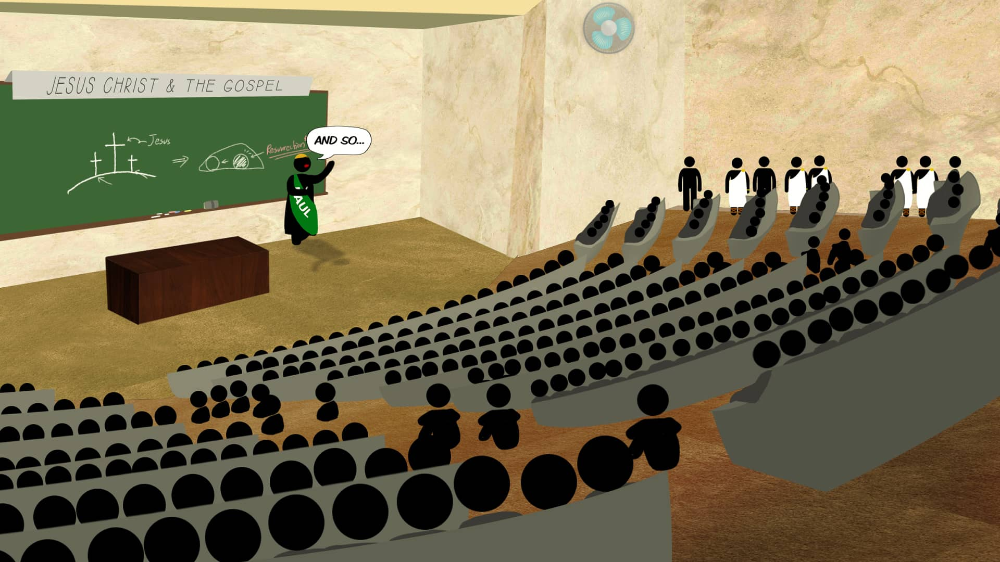 JESUS CHRIST & THE GOSPEL
Jesus
Resurrection
AND SO...
AUL